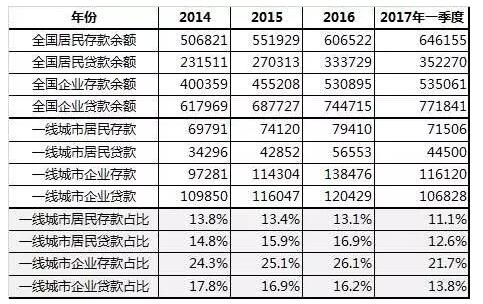 年份 2014 2015 2016 2017年一季度
全国居民存款余额 506821 551929 606522 646155
全国居民贷款余额 231511 270313 333729 352270
全国企业存款余额 400359 455208 530895 535061
全国企业贷款余额 617969 687727 744715 771841
一线城市居民存款 69791 74120 79410 71506
一线城市居民贷款 34296 42852 56553 44500
一线城市企业存款 97281 114304 138476 116120
一线城市企业贷款 109850 116047 120429 106828
一线城市居民存款占比 13.8% 13.4% 13.1% 11.1%
一线城市居民贷款占比 14.8% 15.9% 16.9% 12.6%
一线城市企业存款占比 24.3% 25.1% 26.1% 21.7%
一线城市企业贷款占比 17.8% 16.9% 16.2% 13.8%